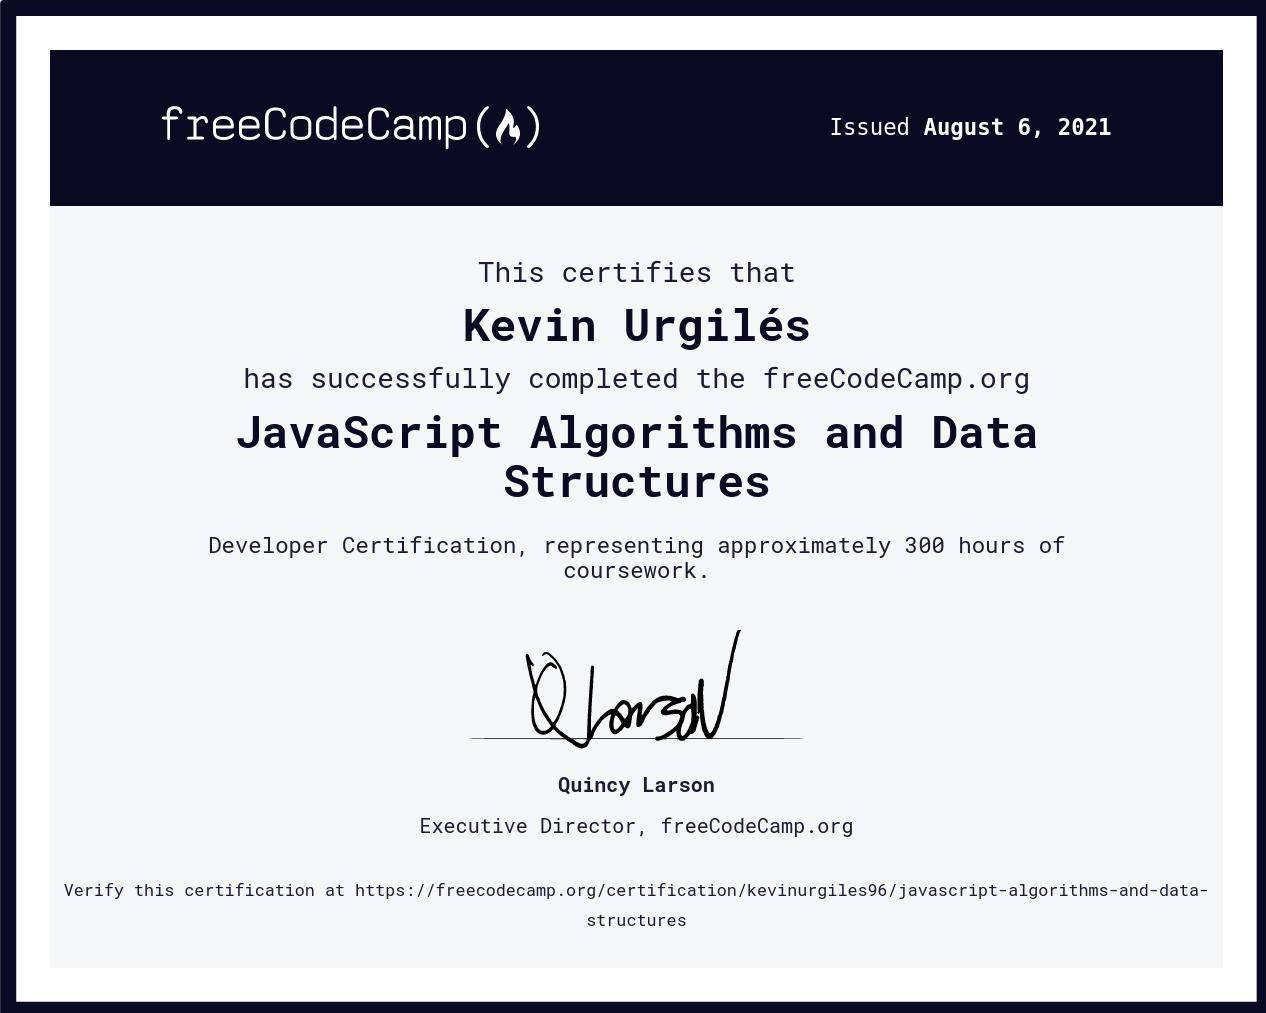 freeCodeCamp(🔥)
Issued August 6, 2021
This certifies that
Kevin Urgilés
has successfully completed the freeCodeCamp.org
JavaScript Algorithms and Data
Structures
Developer Certification, representing approximately 300 hours of
coursework.
Q Larson
Quincy Larson
Executive Director, freeCodeCamp.org
Verify this certification at https://freecodecamp.org/certification/kevinurgiles96/javascript-algorithms-and-data-
structures